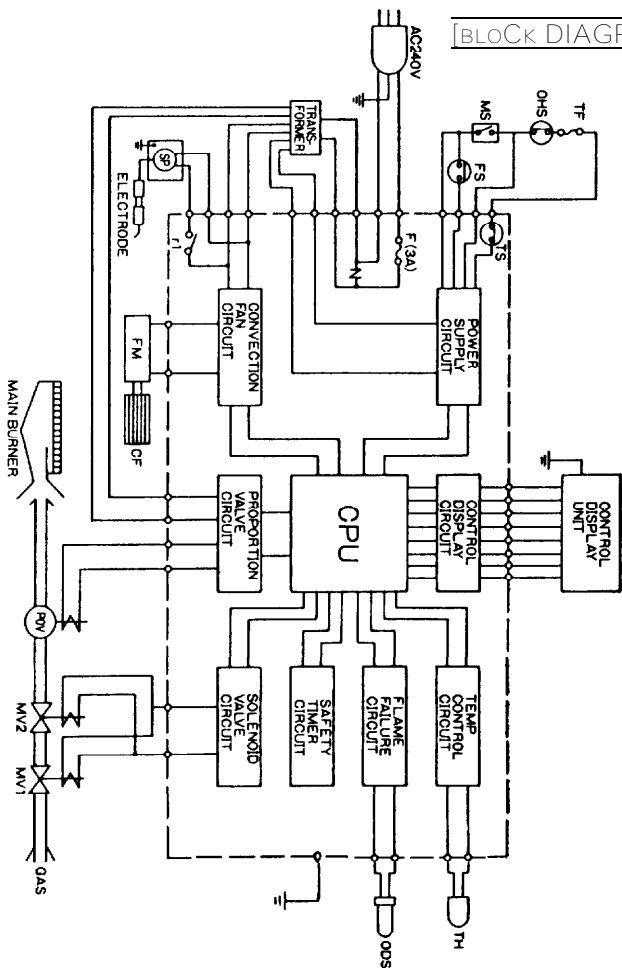 [BLOCK DIAGR
AC240V
MS
OHS
TF
FS
TS
TRANS-
FORMER
SP
ELECTRODE
r1
F (3A)
N
CONVECTION
FAN
CIRCUIT
POWER
SUPPLY
CIRCUIT
FM
CF
MAIN BURNER
PROPORTION
VALVE
CIRCUIT
CPU
CONTROL
DISPLAY
CIRCUIT
CONTROL
DISPLAY
UNIT
POV
MV2
MV1
GAS
SOLENOID
VALVE
CIRCUIT
SAFETY
TIMER
CIRCUIT
FLAME
FAILURE
CIRCUIT
TEMP
CONTROL
CIRCUIT
ODS
TH